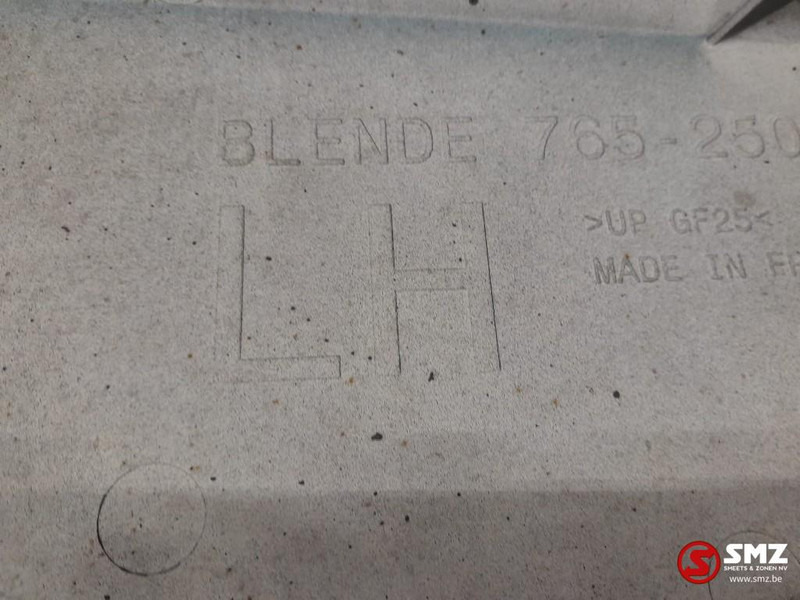 BLENDE 765-250
LH
>UP GF25<
MADE IN FR
SMZ
SHEETS & ZONEN NV
www.smz.be